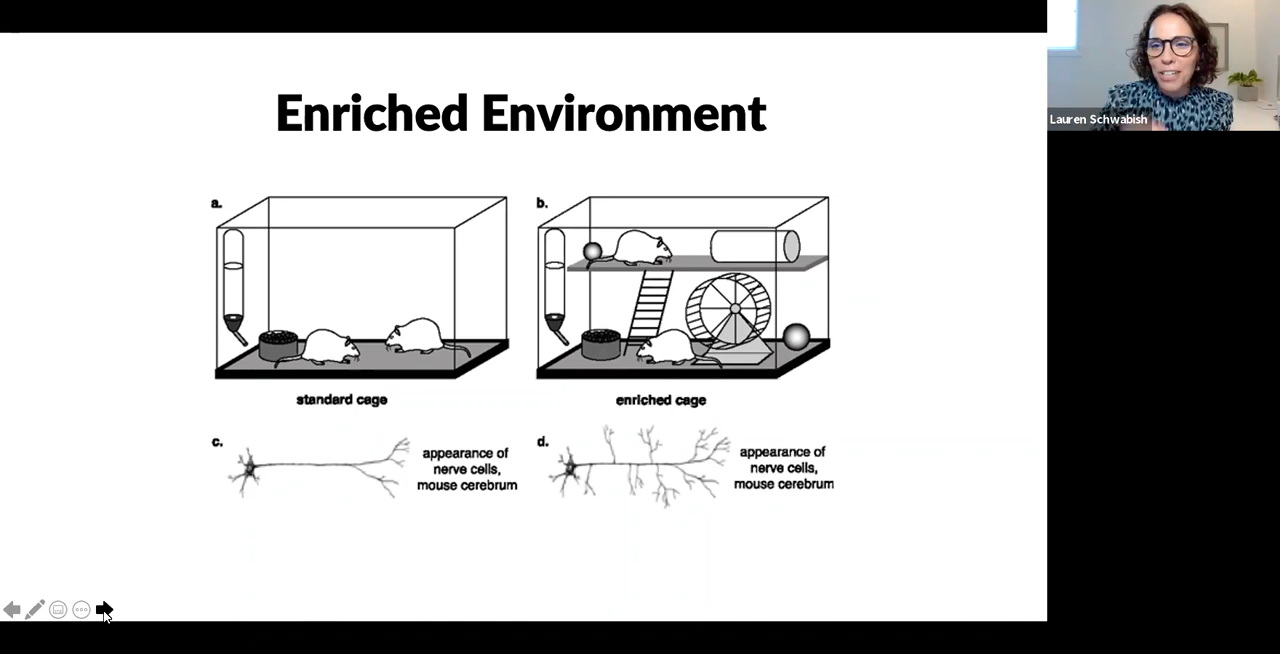 Enriched Environment
Lauren Schwabish
a.
b.
standard cage
enriched cage
c.
appearance of
nerve cells,
mouse cerebrum
d.
appearance of
nerve cells,
mouse cerebrum